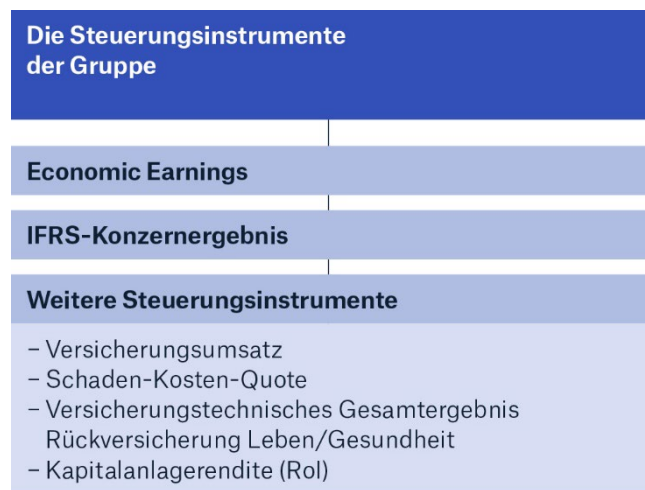 Die Steuerungsinstrumente
der Gruppe
Economic Earnings
IFRS-Konzernergebnis
Weitere Steuerungsinstrumente
– Versicherungsumsatz
– Schaden-Kosten-Quote
– Versicherungstechnisches Gesamtergebnis
Rückversicherung Leben/Gesundheit
– Kapitalanlagerendite (RoI)